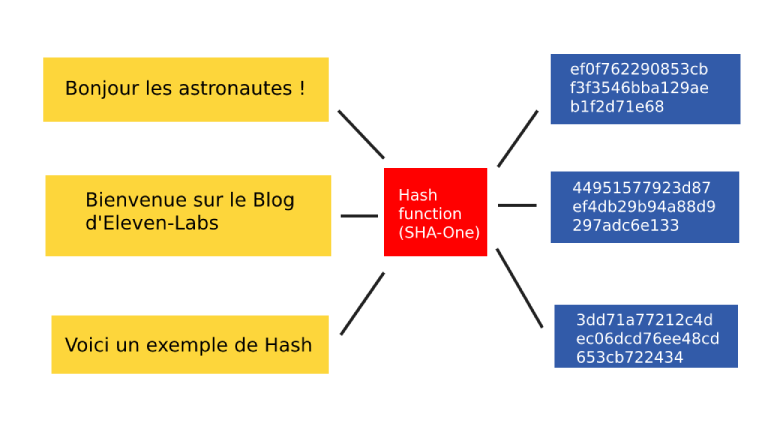 Bonjour les astronautes !
Bienvenue sur le Blog
d'Eleven-Labs
Voici un exemple de Hash
Hash
function
(SHA-One)
ef0f762290853cb
f3f3546bba129ae
b1f2d71e68
44951577923d87
ef4db29b94a88d9
297adc6e133
3dd71a77212c4d
ec06dcd76ee48cd
653cb722434